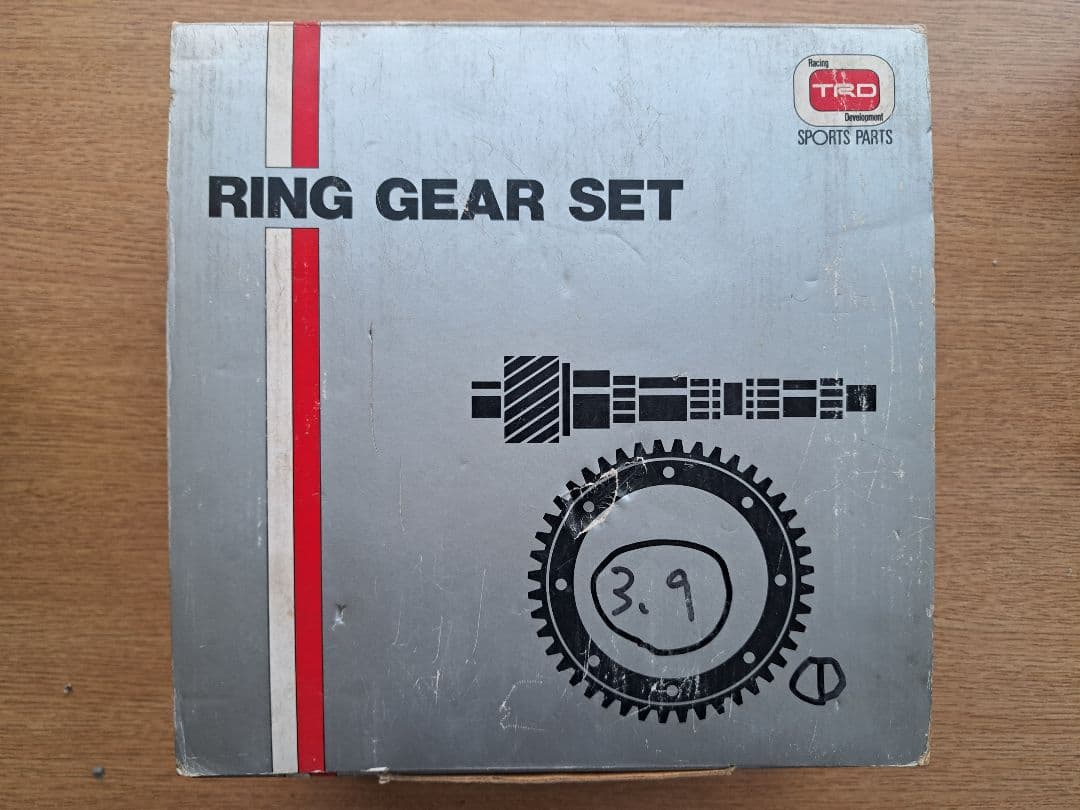 Racing
TRD
Development
SPORTS PARTS
RING GEAR SET
3.9